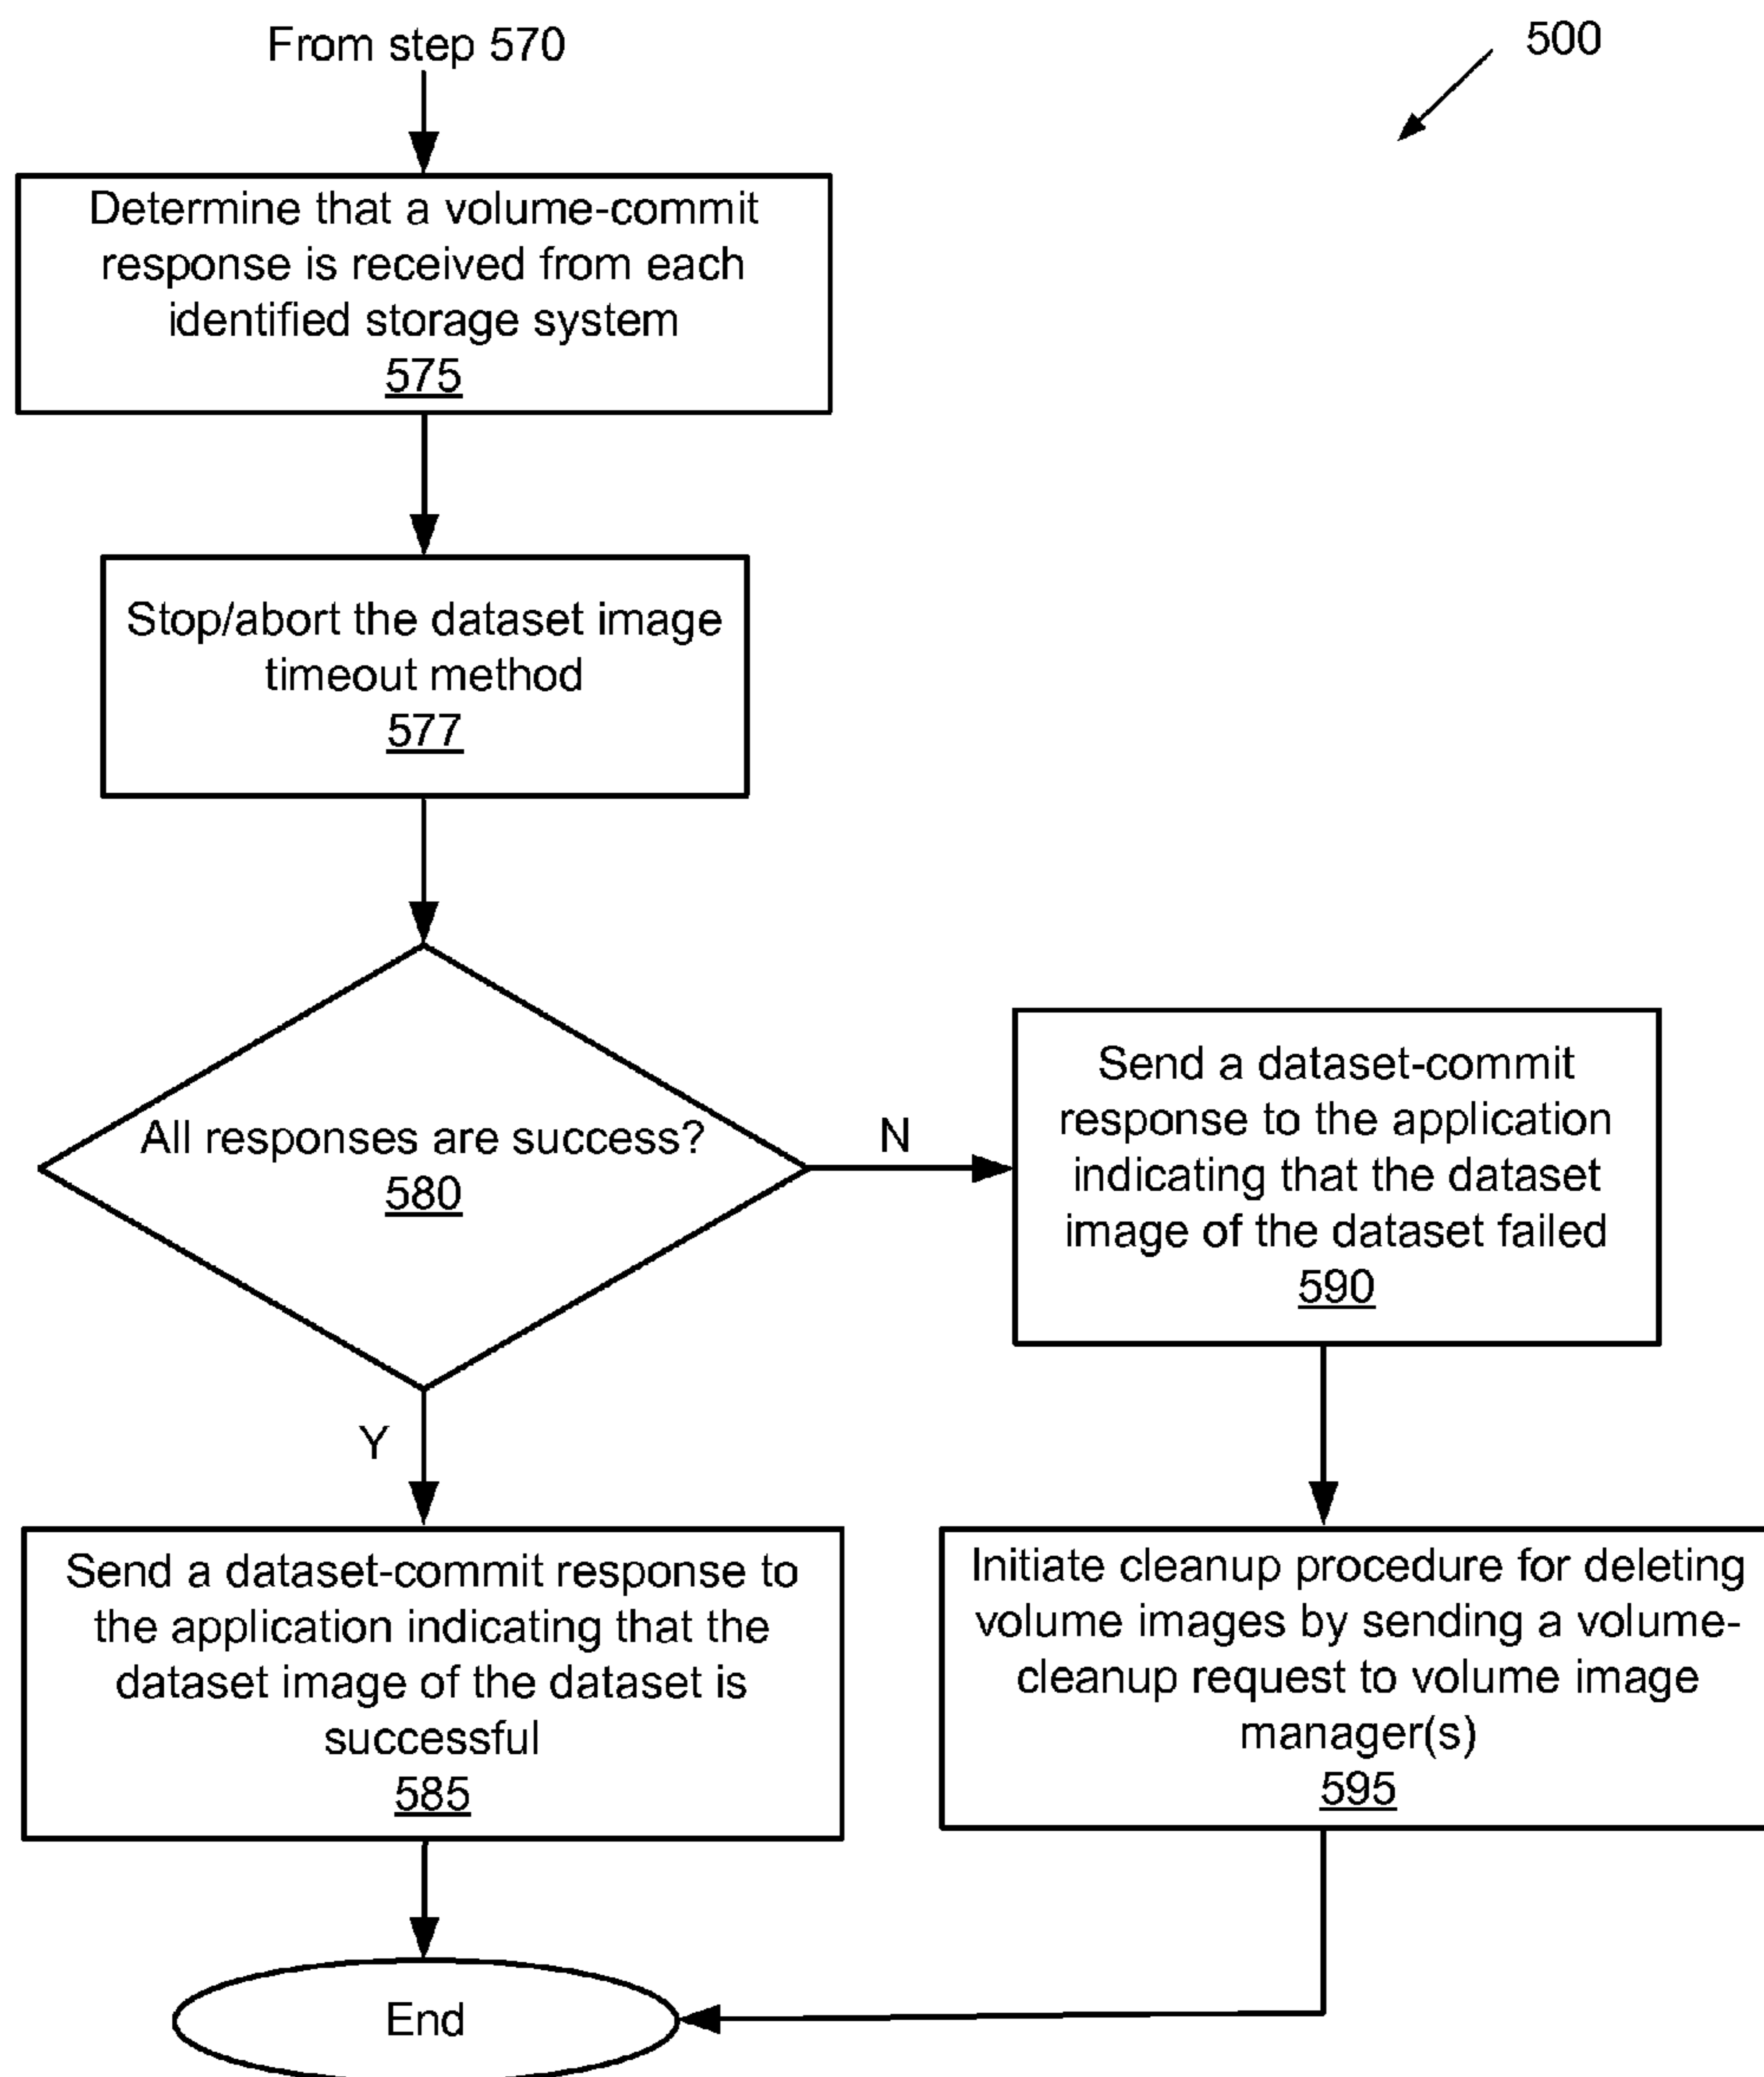 From step 570
500
Determine that a volume-commit
response is received from each
identified storage system
575
Stop/abort the dataset image
timeout method
577
All responses are success?
580
N
Send a dataset-commit
response to the application
indicating that the dataset
image of the dataset failed
590
Y
Send a dataset-commit response to
the application indicating that the
dataset image of the dataset is
successful
585
Initiate cleanup procedure for deleting
volume images by sending a volume-
cleanup request to volume image
manager(s)
595
End